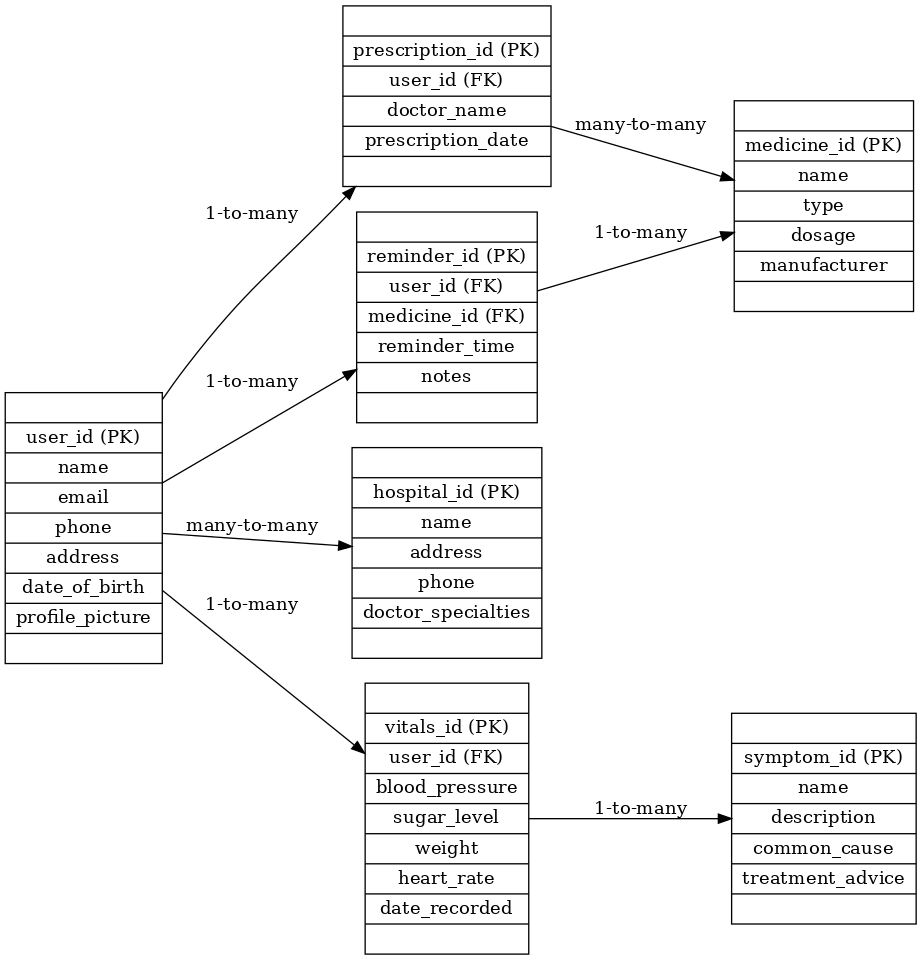 prescription_id (PK)
user_id (FK)
doctor_name
prescription_date
many-to-many
medicine_id (PK)
name
type
dosage
manufacturer
1-to-many
reminder_id (PK)
user_id (FK)
medicine_id (FK)
reminder_time
notes
1-to-many
1-to-many
user_id (PK)
name
email
phone
address
date_of_birth
profile_picture
many-to-many
hospital_id (PK)
name
address
phone
doctor_specialties
1-to-many
vitals_id (PK)
user_id (FK)
blood_pressure
sugar_level
weight
heart_rate
date_recorded
1-to-many
symptom_id (PK)
name
description
common_cause
treatment_advice